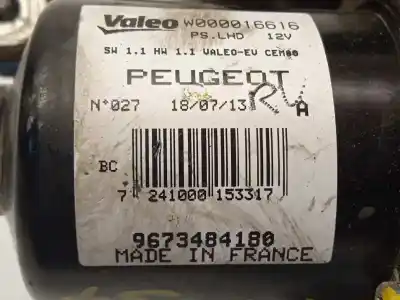 Valeo W000016616
PS.LHD 12V
SW 1.1 HW 1.1 VALEO-EV CEM00
PEUGEOT
N°027 18/07/13 A
BC
7 241000 153317
9673484180
MADE IN FRANCE